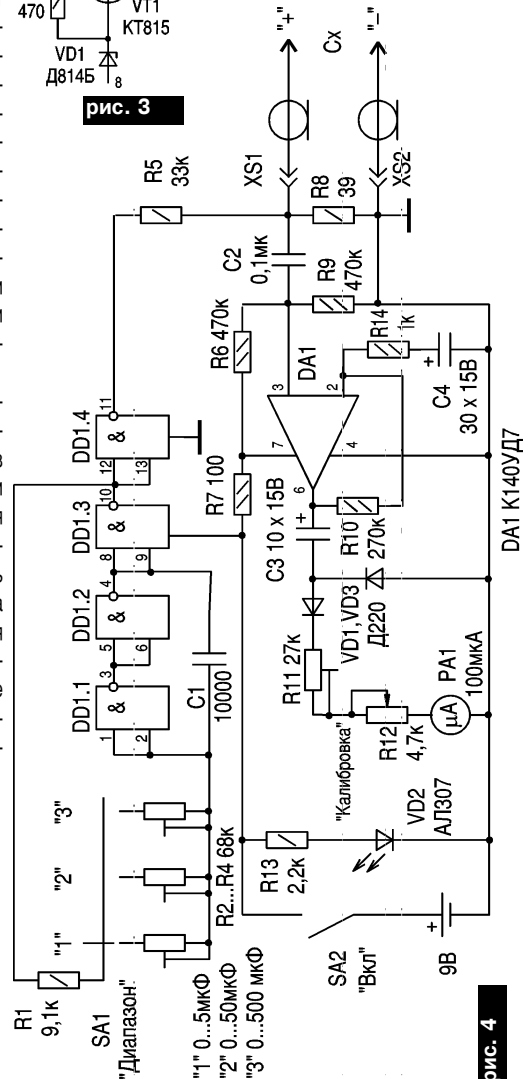 470
VT1
КТ815
VD1
Д814Б
8
рис. 3
"+"
Cx
"–"
XS1
XS2
R5
33к
R8
39
C2
0,1мк
R9
470к
R6 470к
R7 100
DA1
3
2
7
4
6
R14
1к
C4
30 x 15В
+
C3 10 x 15В
+
R10
270к
VD1,VD3
Д220
R11 27к
"Калибровка"
R12
4,7к
PA1
100мкА
μA
DA1 К140УД7
DD1.4
&
11
12
13
DD1.3
&
10
8
9
DD1.2
&
4
5
6
DD1.1
&
3
1
2
C1
10000
"3"
"2"
"1"
R2...R4 68к
R1
9,1к
SA1
"Диапазон"
"1" 0...5мкФ
"2" 0...50мкФ
"3" 0...500 мкФ
R13
2,2к
VD2
АЛ307
SA2
"Вкл"
+
9В
рис. 4